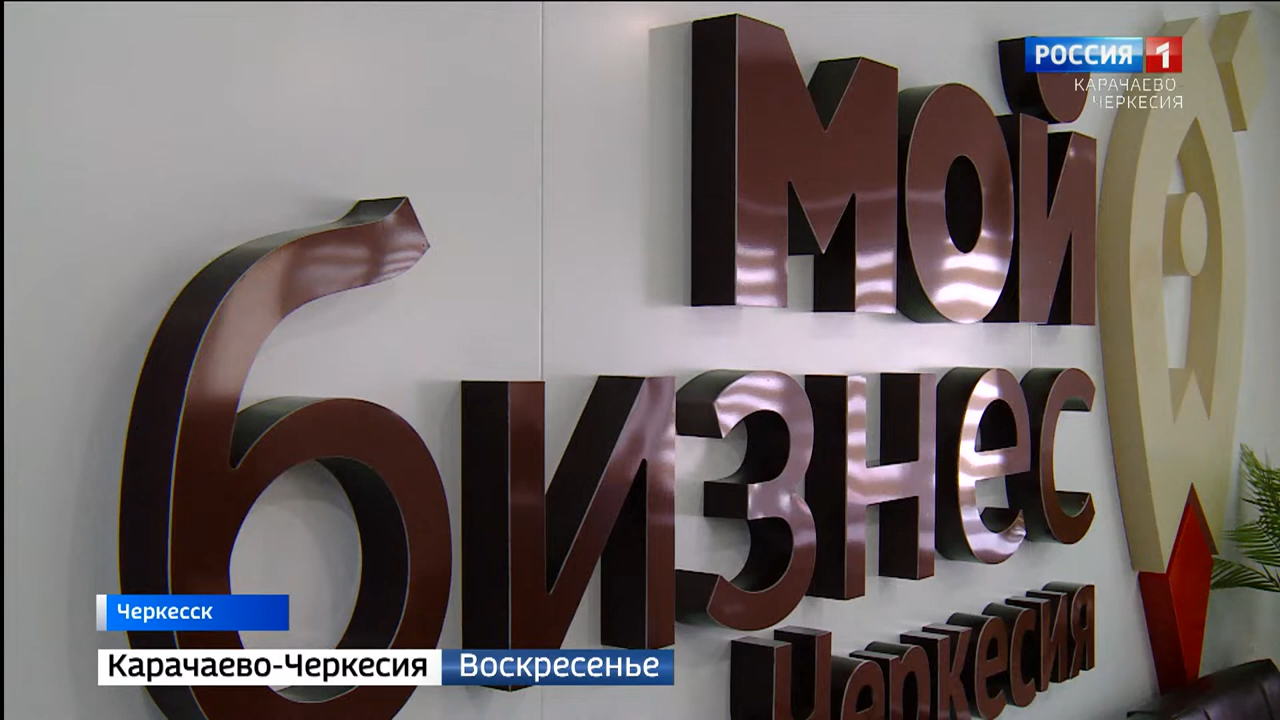 РОССИЯ 1
КАРАЧАЕВО-
ЧЕРКЕСИЯ
Мой
бизнес
Черкесия
Черкесск
Карачаево-Черкесия Воскресенье